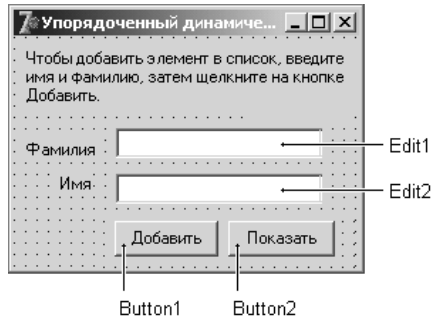 Упорядоченный динамиче...
Чтобы добавить элемент в список, введите
имя и фамилию, затем щелкните на кнопке
Добавить.
Фамилия
Edit1
Имя
Edit2
Добавить
Показать
Button1
Button2